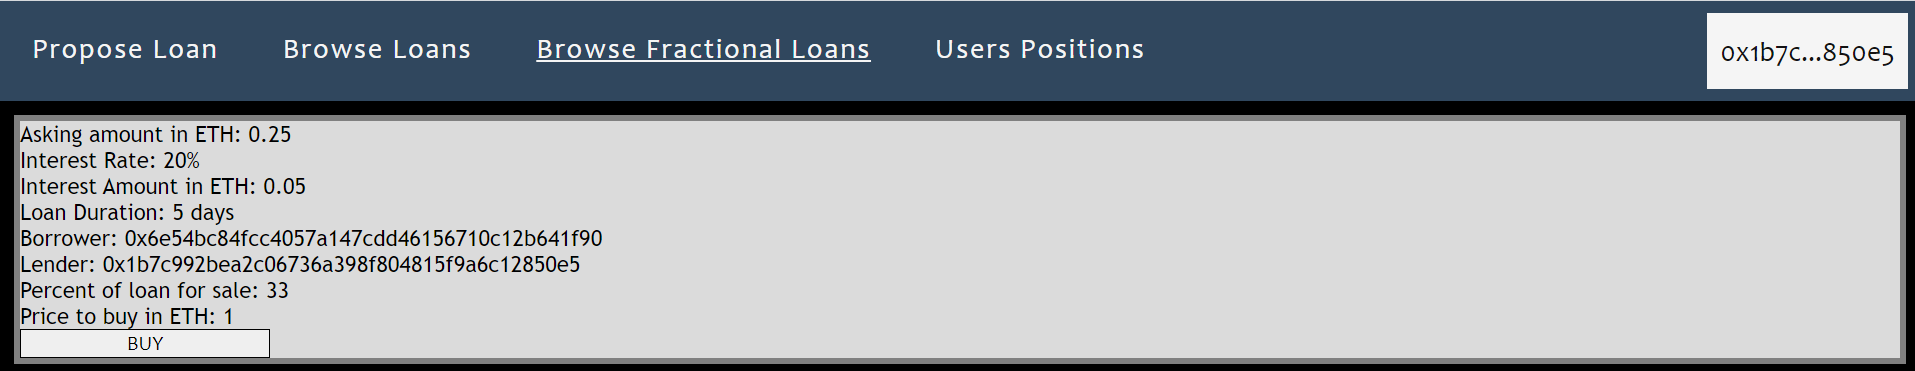 Propose Loan Browse Loans Browse Fractional Loans Users Positions 0x1b7c...850e5
Asking amount in ETH: 0.25
Interest Rate: 20%
Interest Amount in ETH: 0.05
Loan Duration: 5 days
Borrower: 0x6e54bc84fcc4057a147cdd46156710c12b641f90
Lender: 0x1b7c992bea2c06736a398f804815f9a6c12850e5
Percent of loan for sale: 33
Price to buy in ETH: 1
BUY